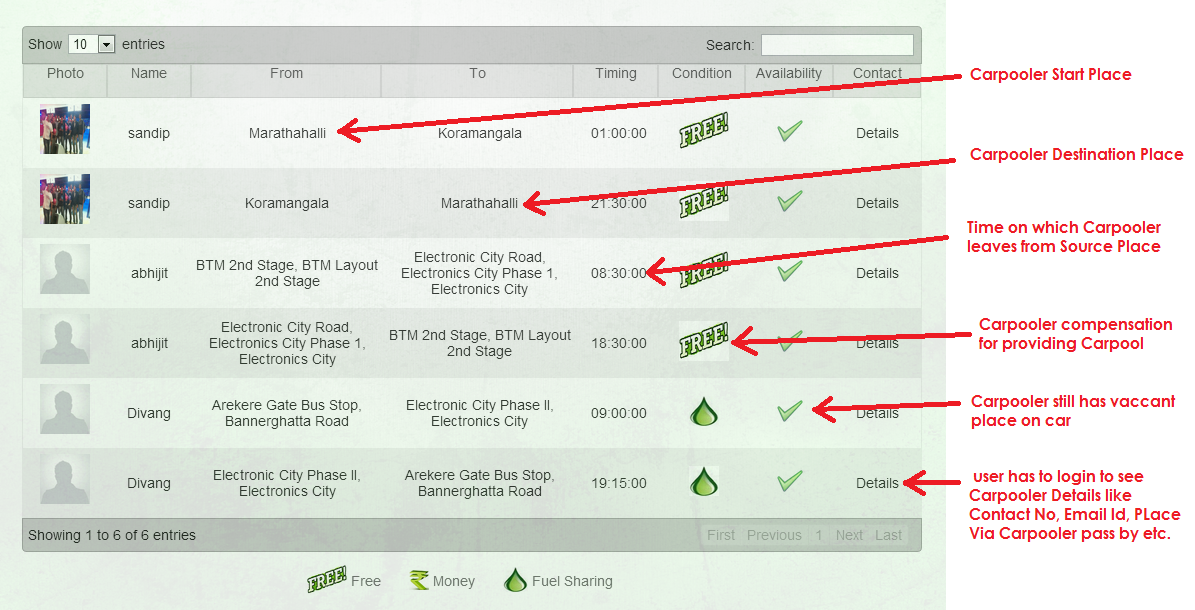 Show 10 entries Search:
Photo Name From To Timing Condition Availability Contact
Carpooler Start Place
sandip Marathahalli Koramangala 01:00:00 FREE! Details
Carpooler Destination Place
sandip Koramangala Marathahalli 21:30:00 FREE! Details
Time on which Carpooler
leaves from Source Place
abhijit BTM 2nd Stage, BTM Layout
2nd Stage
Electronic City Road,
Electronics City Phase 1,
Electronics City
08:30:00 FREE! Details
Carpooler compensation
for providing Carpool
abhijit Electronic City Road,
Electronics City Phase 1,
Electronics City
BTM 2nd Stage, BTM Layout
2nd Stage
18:30:00 FREE! Details
Carpooler still has vaccant
place on car
Divang Arekere Gate Bus Stop,
Bannerghatta Road
Electronic City Phase II,
Electronics City
09:00:00 Details
user has to login to see
Carpooler Details like
Contact No, Email Id, PLace
Via Carpooler pass by etc.
Divang Electronic City Phase II,
Electronics City
Arekere Gate Bus Stop,
Bannerghatta Road
19:15:00 Details
Showing 1 to 6 of 6 entries First Previous 1 Next Last
FREE! Free Money Fuel Sharing